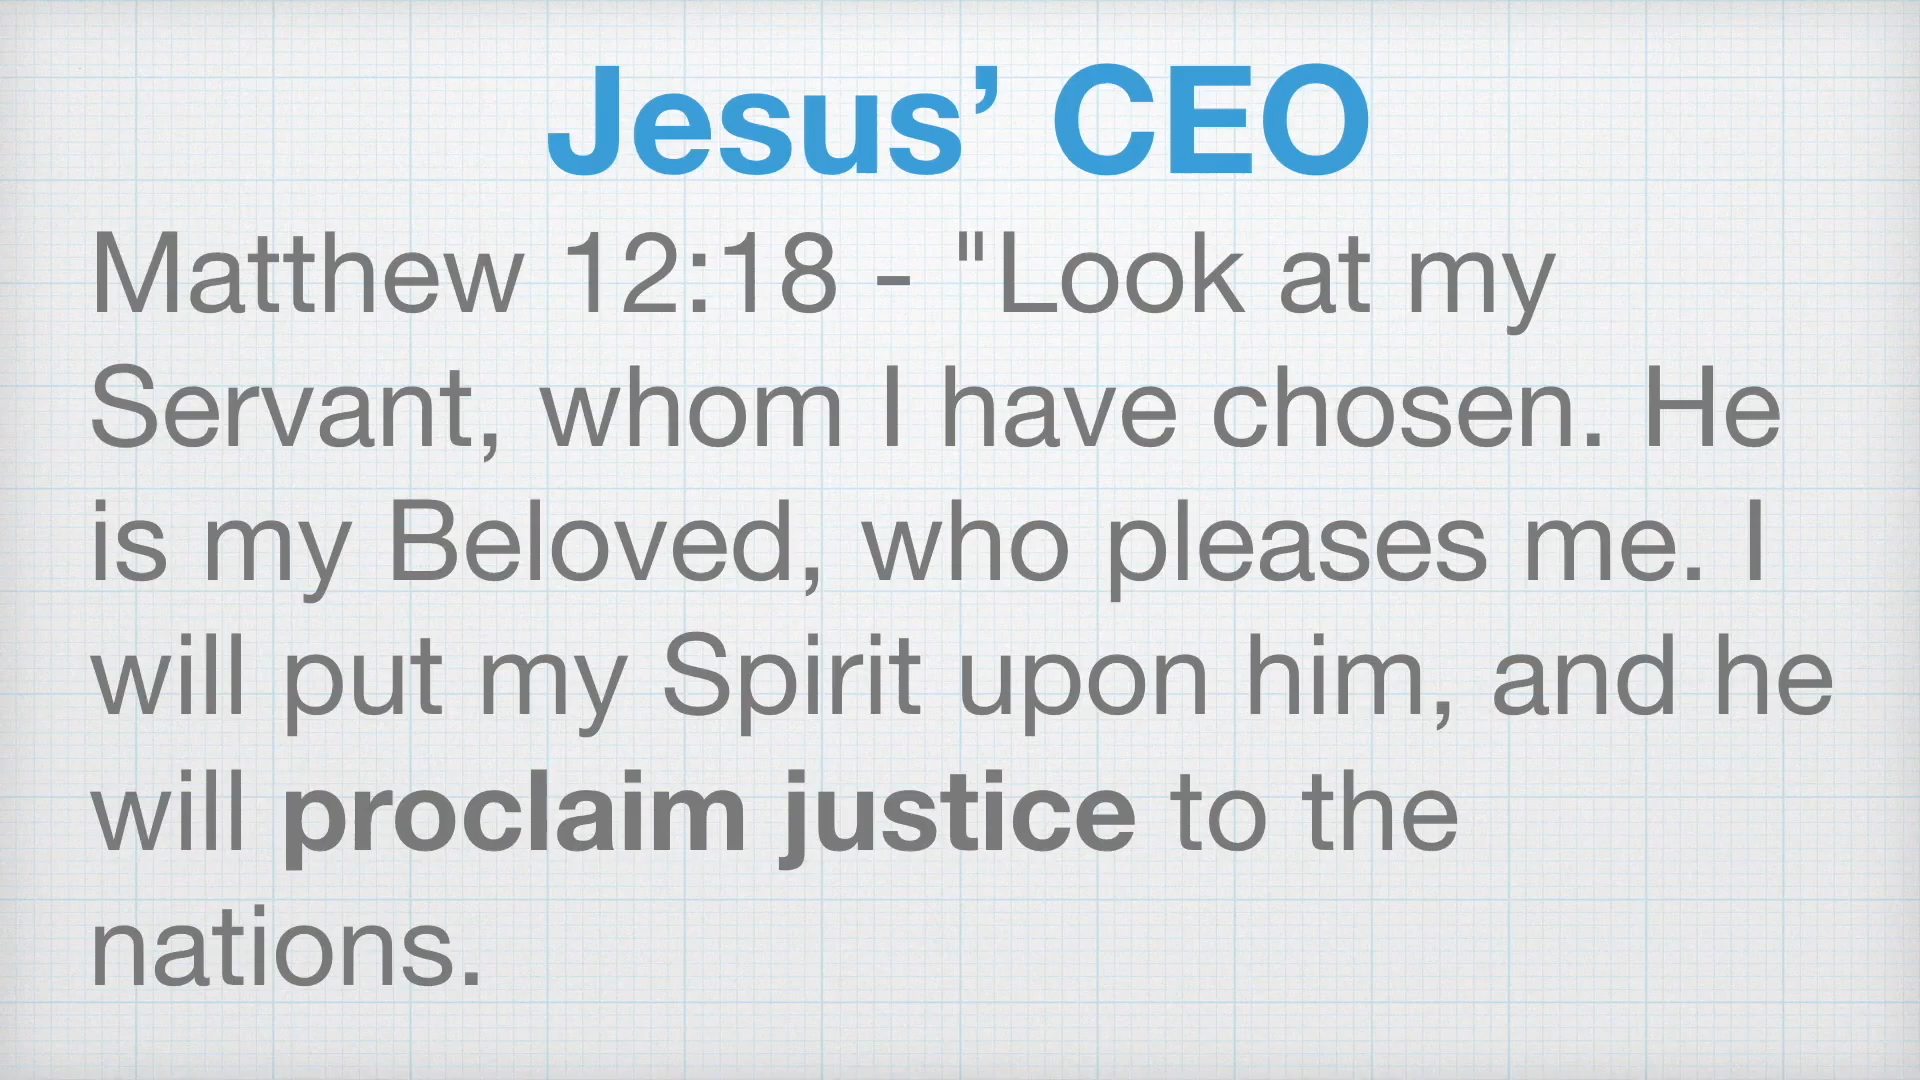 Jesus’ CEO
Matthew 12:18 - "Look at my
Servant, whom I have chosen. He
is my Beloved, who pleases me. I
will put my Spirit upon him, and he
will proclaim justice to the
nations.